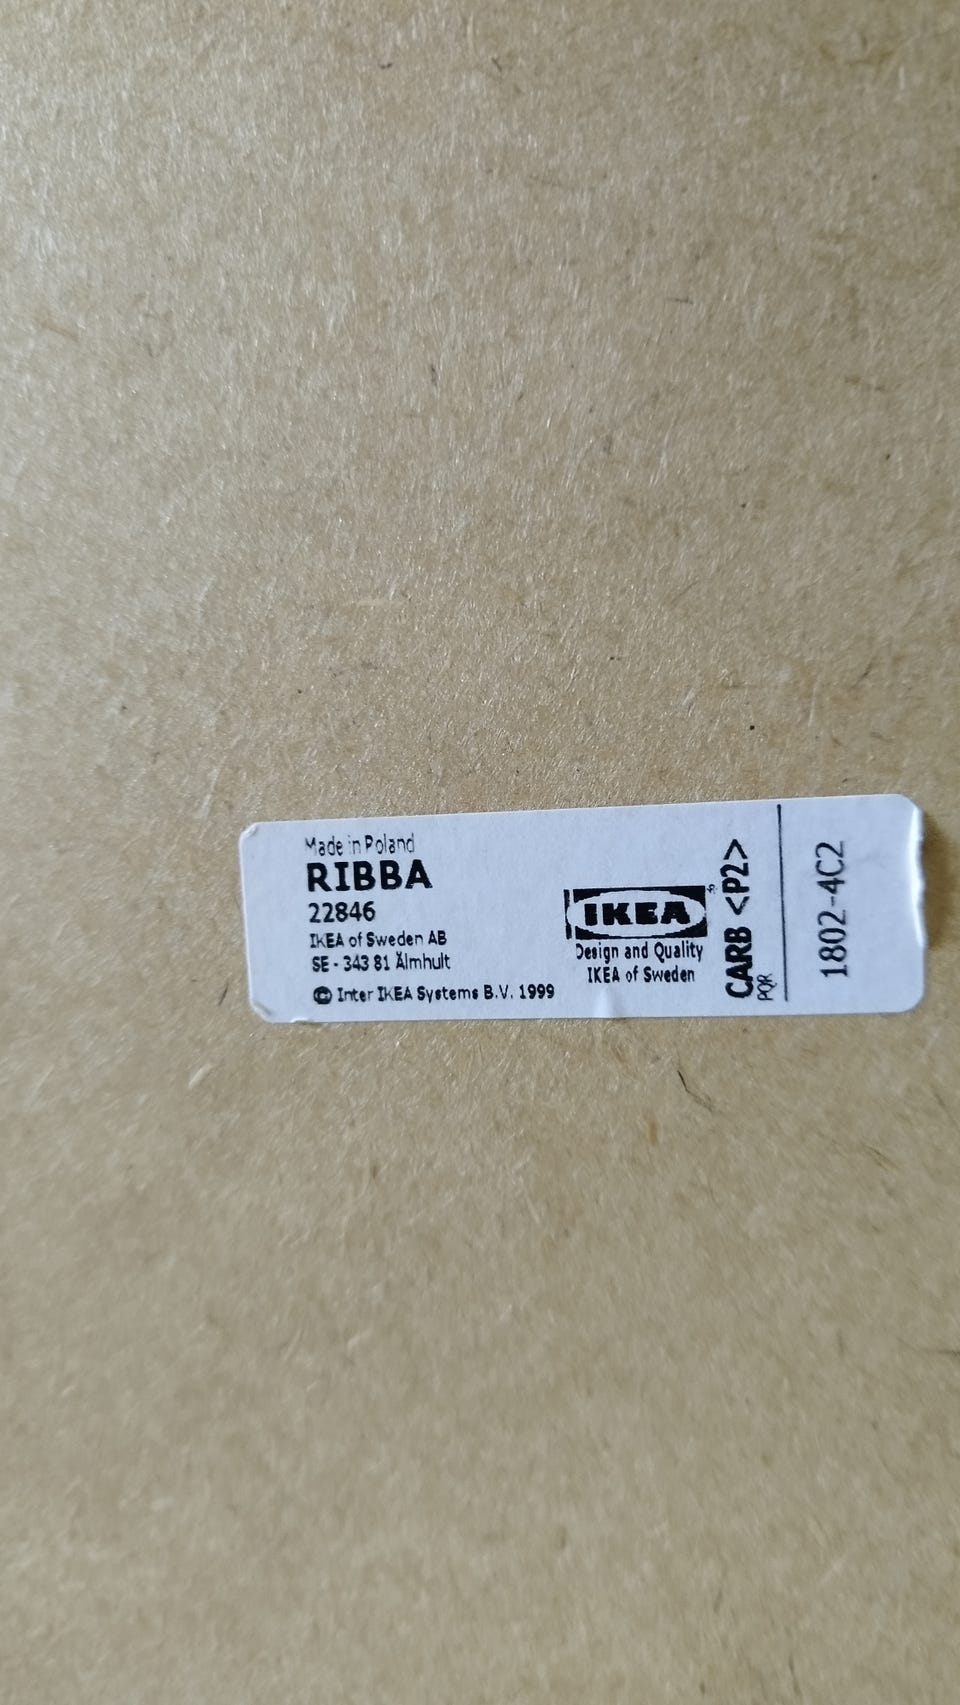 Made in Poland
RIBBA
22846
IKEA of Sweden AB
SE - 343 81 Älmhult
© Inter IKEA Systems B.V. 1999
IKEA®
Design and Quality
IKEA of Sweden
CARB <P2>
PQR
1802-4C2